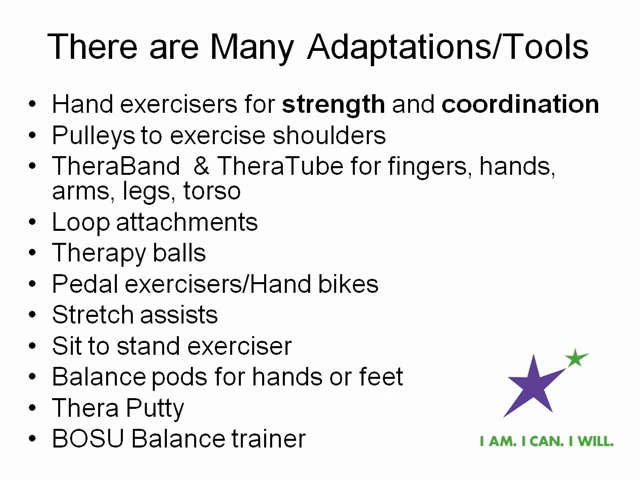 There are Many Adaptations/Tools
• Hand exercisers for strength and coordination
• Pulleys to exercise shoulders
• TheraBand & TheraTube for fingers, hands,
arms, legs, torso
• Loop attachments
• Therapy balls
• Pedal exercisers/Hand bikes
• Stretch assists
• Sit to stand exerciser
• Balance pods for hands or feet
• Thera Putty
• BOSU Balance trainer
I AM. I CAN. I WILL.